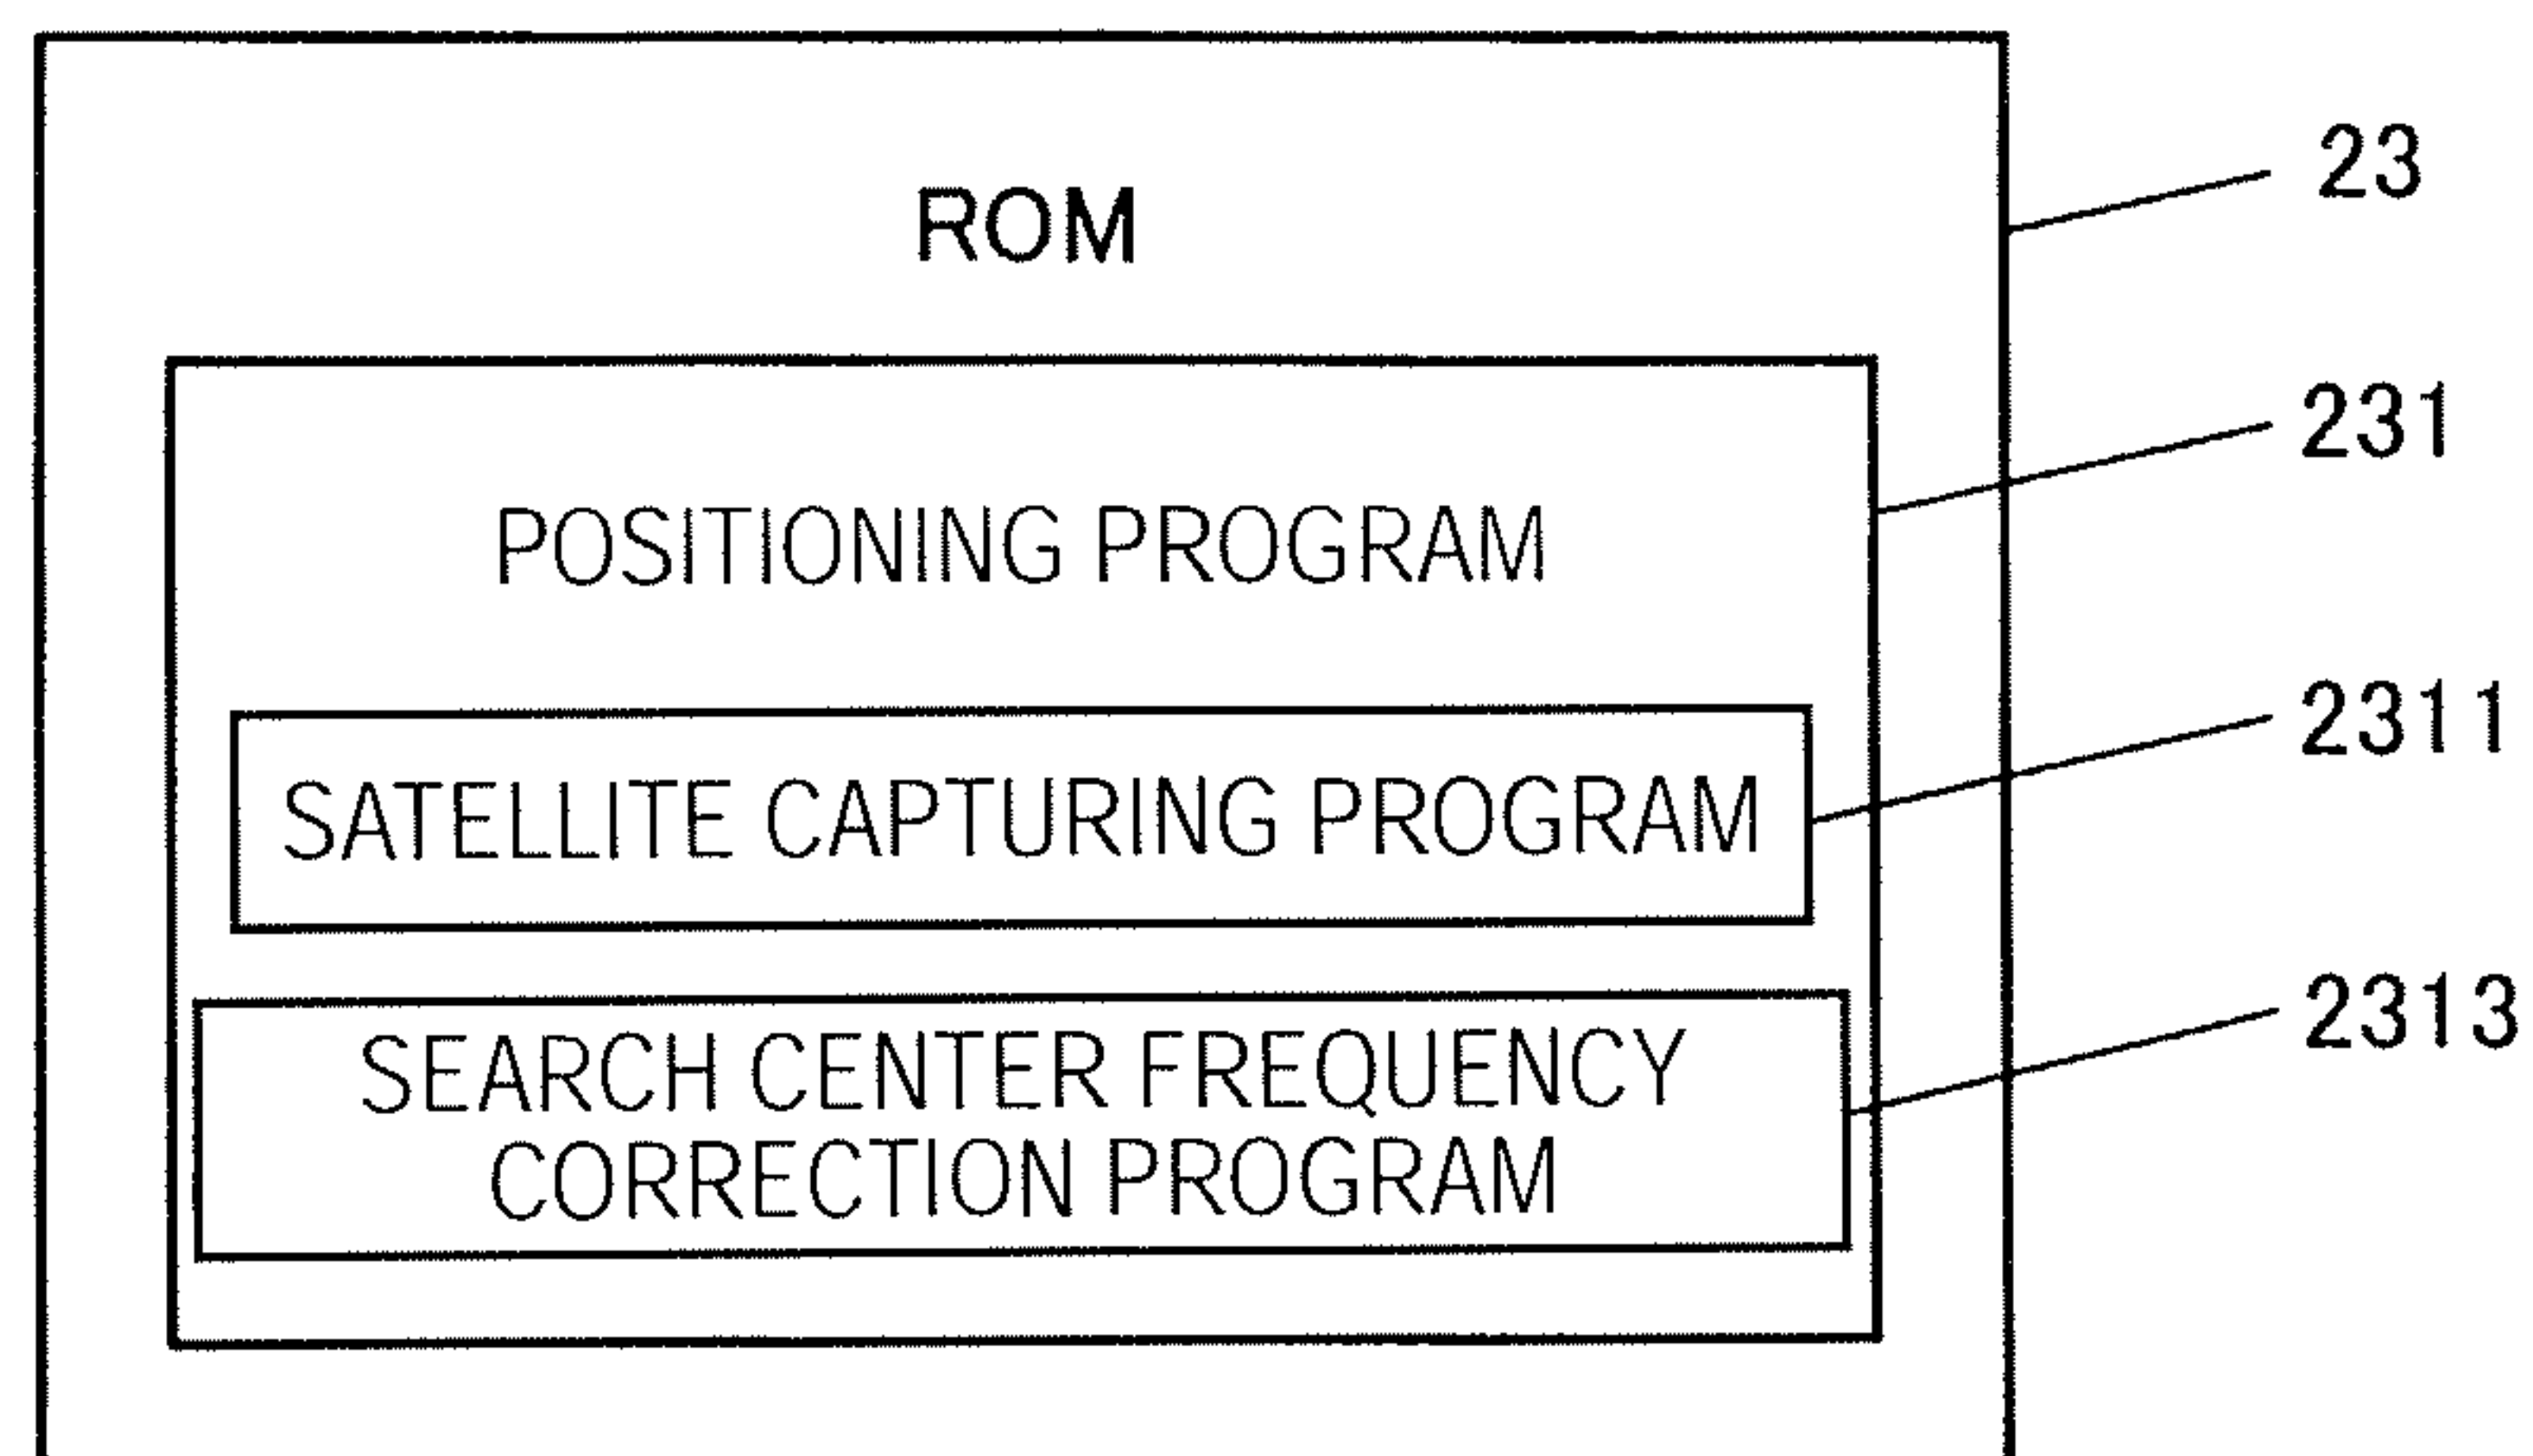 ROM
23
231
POSITIONING PROGRAM
2311
SATELLITE CAPTURING PROGRAM
2313
SEARCH CENTER FREQUENCY
CORRECTION PROGRAM